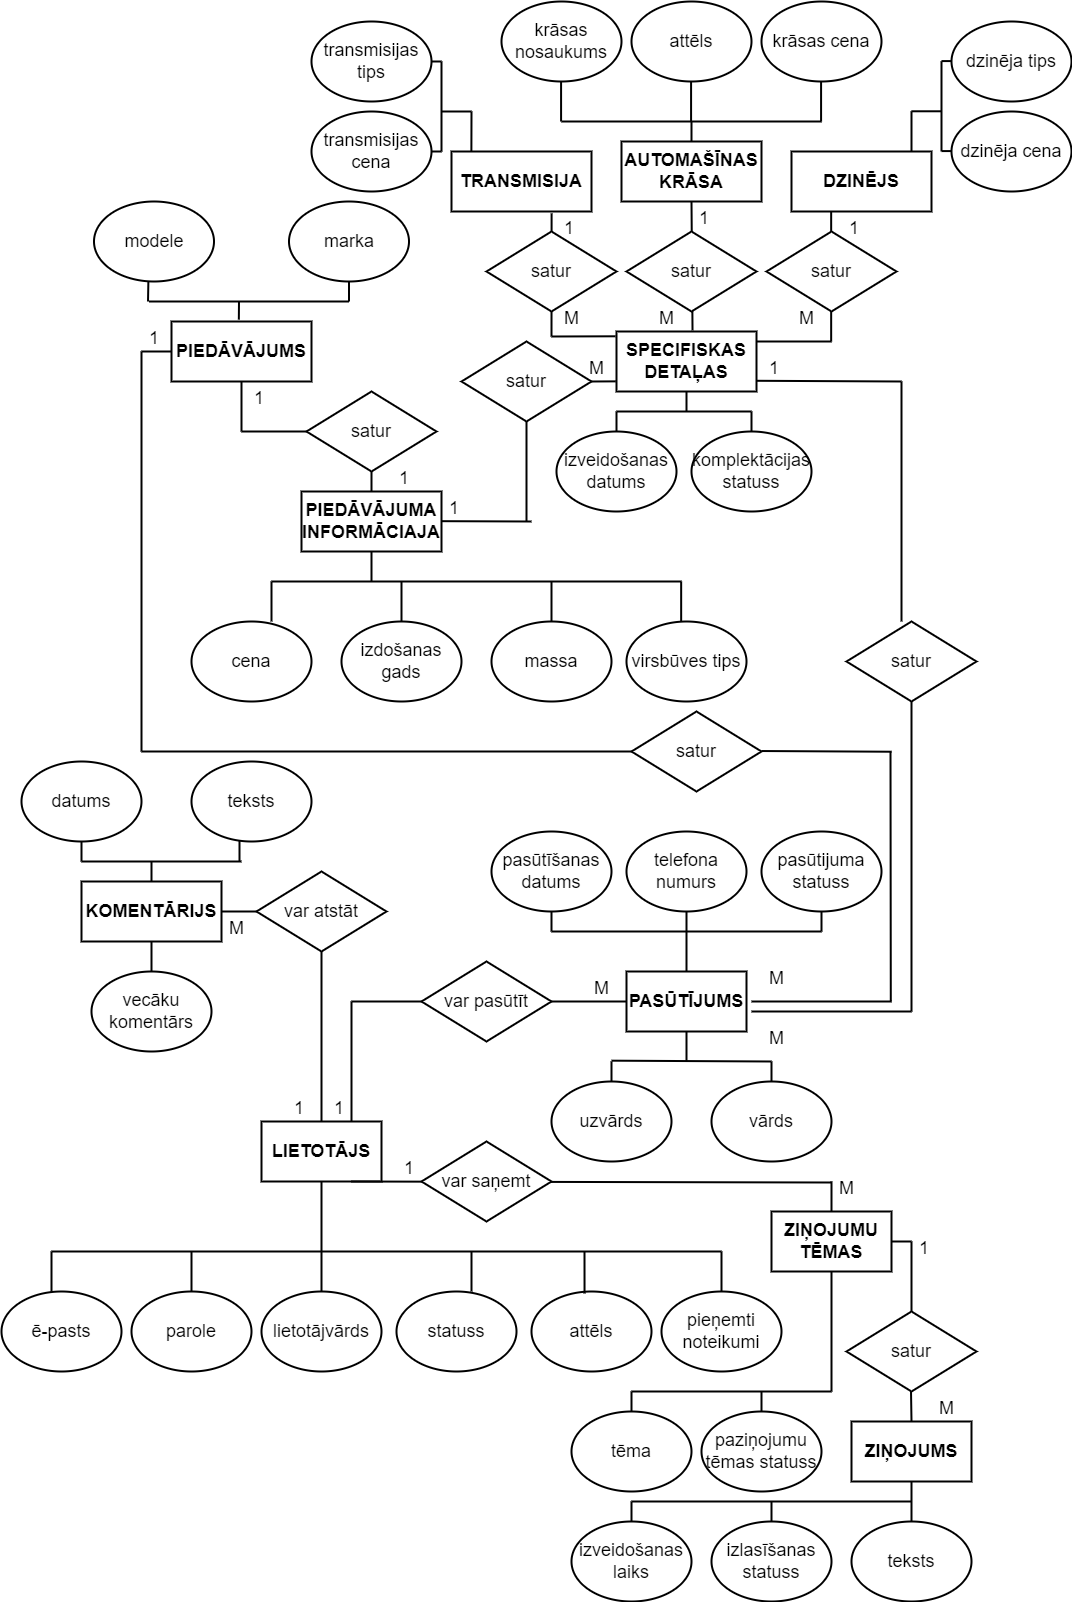 krāsas
nosaukums
attēls
krāsas cena
transmisijas
tips
dzinēja tips
transmisijas
cena
dzinēja cena
TRANSMISIJA
AUTOMAŠĪNAS
KRĀSA
DZINĒJS
1
1
1
modele
marka
satur
satur
satur
M
M
M
1
PIEDĀVĀJUMS
SPECIFISKAS
DETAĻAS
satur
M
1
1
satur
izveidošanas
datums
komplektācijas
statuss
1
PIEDĀVĀJUMA
INFORMĀCIAJA
1
cena
izdošanas
gads
massa
virsbūves tips
satur
satur
datums
teksts
pasūtīšanas
datums
telefona
numurs
pasūtijuma
statuss
KOMENTĀRIJS
M
var atstāt
vecāku
komentārs
var pasūtīt
M
PASŪTĪJUMS
M
M
1
1
uzvārds
vārds
LIETOTĀJS
1
var saņemt
M
ZIŅOJUMU
TĒMAS
1
ē-pasts
parole
lietotājvārds
statuss
attēls
pieņemti
noteikumi
satur
M
tēma
paziņojumu
tēmas statuss
ZIŅOJUMS
izveidošanas
laiks
izlasīšanas
statuss
teksts